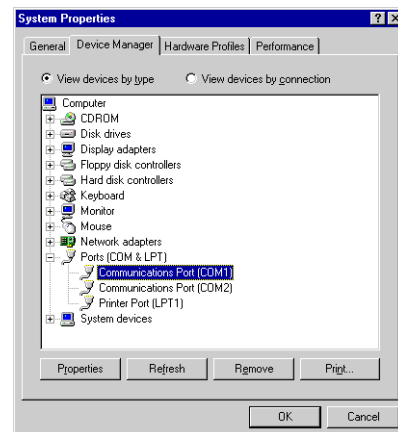 System Properties
General Device Manager Hardware Profiles Performance
View devices by type View devices by connection
Computer
CDROM
Disk drives
Display adapters
Floppy disk controllers
Hard disk controllers
Keyboard
Monitor
Mouse
Network adapters
Ports (COM & LPT)
Communications Port (COM1)
Communications Port (COM2)
Printer Port (LPT1)
System devices
Properties Refresh Remove Print...
OK Cancel